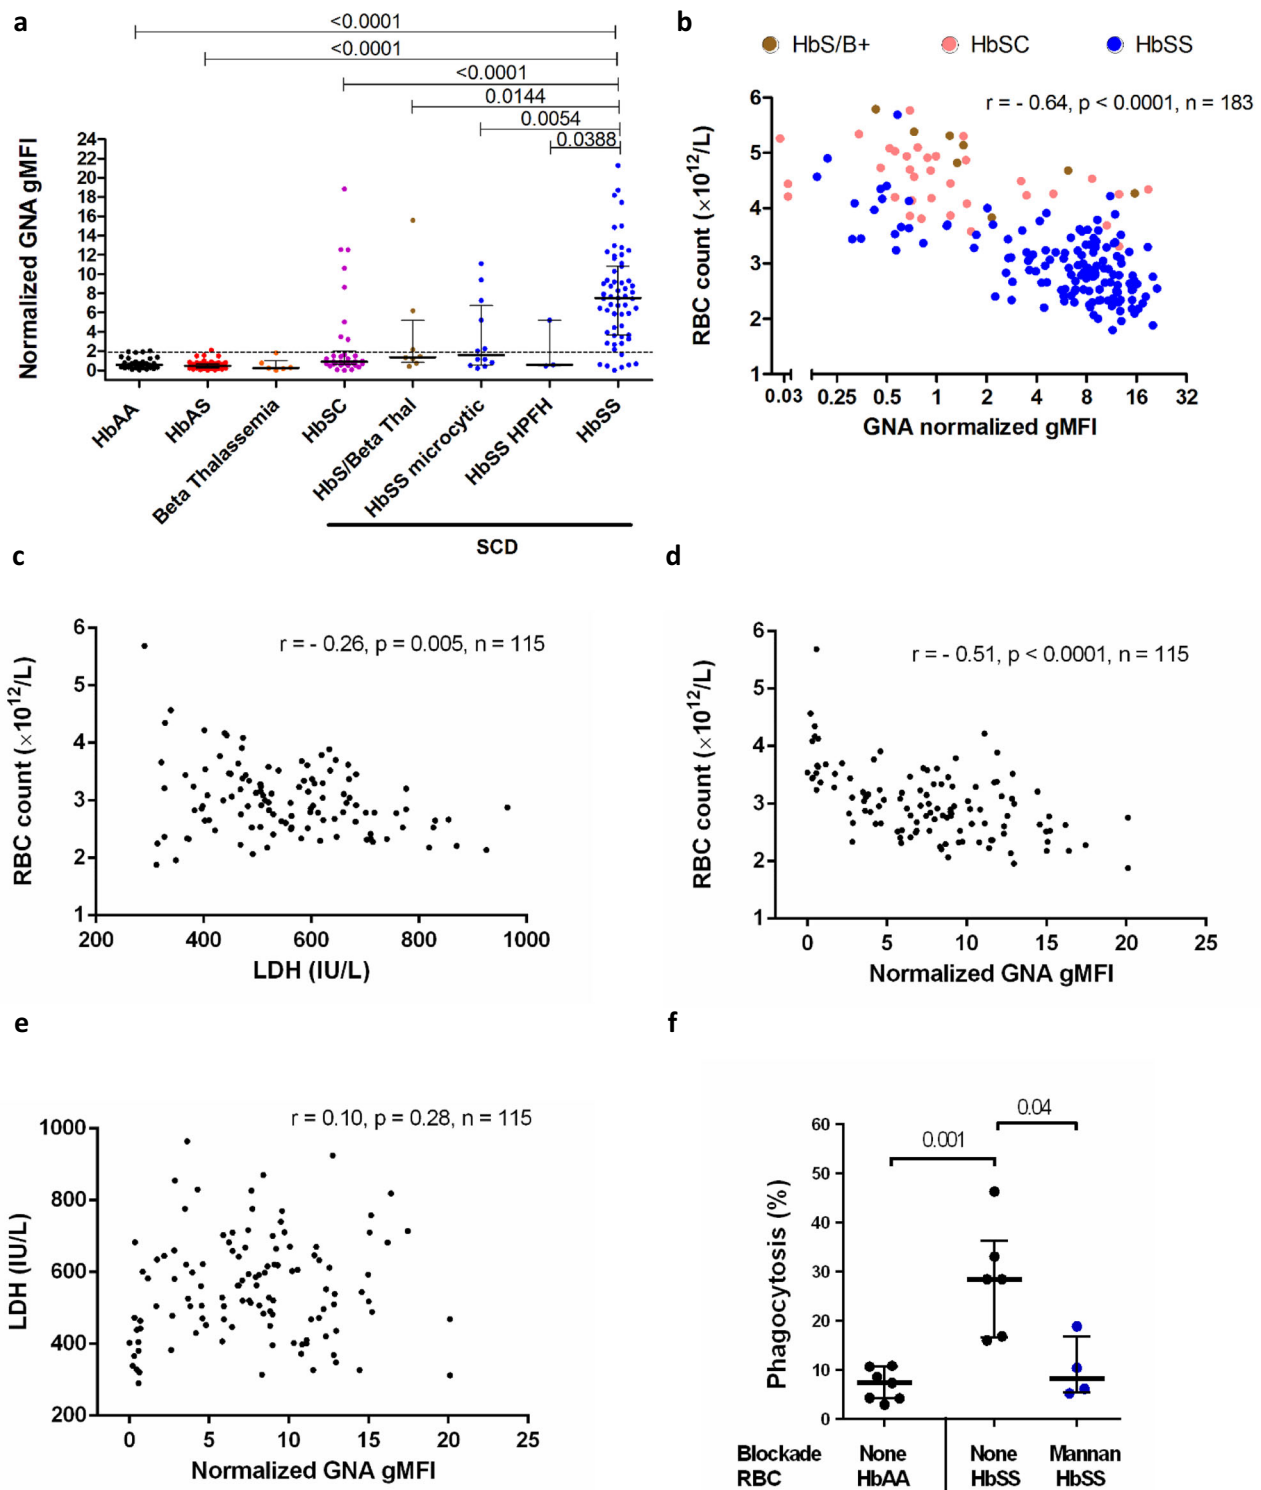 a
<0.0001
<0.0001
<0.0001
0.0144
0.0054
0.0388
Normalized GNA gMFI
24
22
20
18
16
14
12
10
8
6
4
2
0
HbAA
HbAS
Beta Thalassemia
HbSC
HbS/Beta Thal
HbSS microcytic
HbSS HPFH
HbSS
SCD
b
HbS/B+ HbSC HbSS
r = - 0.64, p < 0.0001, n = 183
RBC count (×10¹²/L)
6
5
4
3
2
1
0.03 0.25 0.5 1 2 4 8 16 32
GNA normalized gMFI
c
r = - 0.26, p = 0.005, n = 115
RBC count (×10¹²/L)
6
5
4
3
2
1
200 400 600 800 1000
LDH (IU/L)
d
r = - 0.51, p < 0.0001, n = 115
RBC count (×10¹²/L)
6
5
4
3
2
1
0 5 10 15 20 25
Normalized GNA gMFI
e
r = 0.10, p = 0.28, n = 115
LDH (IU/L)
1000
800
600
400
200
0 5 10 15 20 25
Normalized GNA gMFI
f
0.04
0.001
Phagocytosis (%)
60
50
40
30
20
10
0
Blockade None None Mannan
RBC HbAA HbSS HbSS